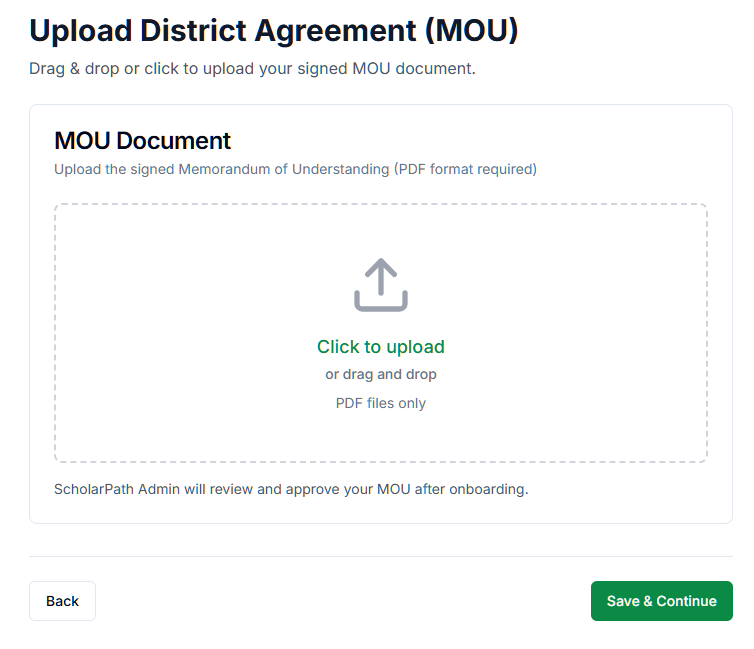 Upload District Agreement (MOU)
Drag & drop or click to upload your signed MOU document.
MOU Document
Upload the signed Memorandum of Understanding (PDF format required)
Click to upload
or drag and drop
PDF files only
ScholarPath Admin will review and approve your MOU after onboarding.
Back
Save & Continue